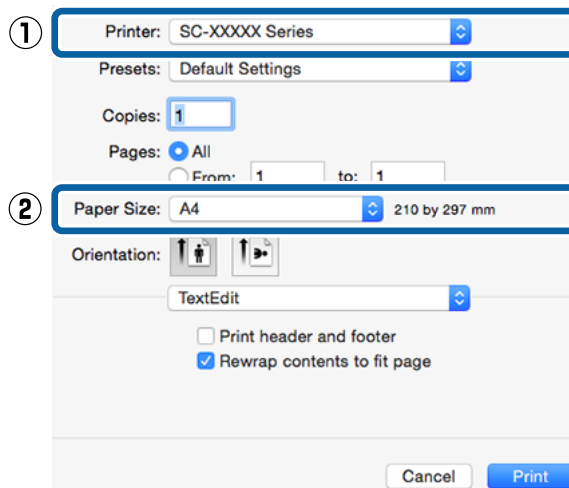 1 Printer: SC-XXXXX Series
Presets: Default Settings
Copies: 1
Pages: All
From: 1 to: 1
2 Paper Size: A4 210 by 297 mm
Orientation:
TextEdit
Print header and footer
Rewrap contents to fit page
Cancel Print